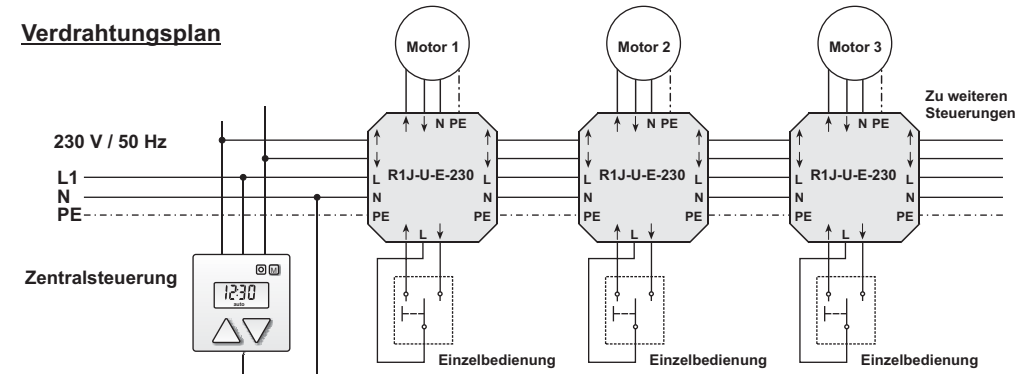 Verdrahtungsplan
Motor 1
Motor 2
Motor 3
Zu weiteren
Steuerungen
↑ ↓ N PE
↑ ↓ N PE
↑ ↓ N PE
230 V / 50 Hz
R1J-U-E-230
R1J-U-E-230
R1J-U-E-230
L1
L L L L L L
N
N N N N N N
PE
PE PE PE PE PE PE
↑ L ↓
↑ L ↓
↑ L ↓
Zentralsteuerung
M
12:30
auto
Einzelbedienung
Einzelbedienung
Einzelbedienung